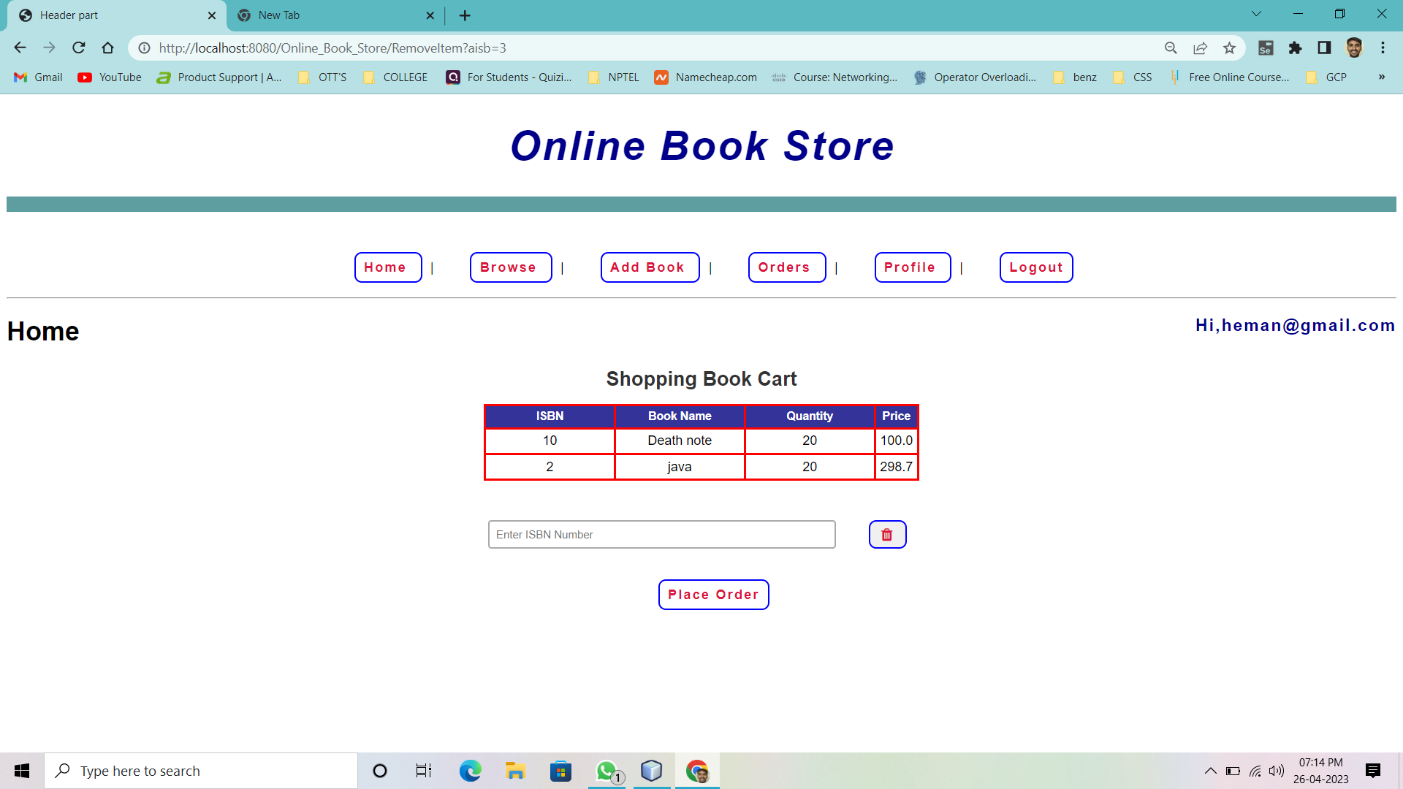 Header part
New Tab
http://localhost:8080/Online_Book_Store/RemoveItem?aisb=3
Gmail YouTube Product Support | A... OTT'S COLLEGE For Students - Quizi... NPTEL Namecheap.com Course: Networking... Operator Overloadi... benz CSS Free Online Course... GCP »
Online Book Store
Home | Browse | Add Book | Orders | Profile | Logout
Home
Hi,heman@gmail.com
Shopping Book Cart
ISBN Book Name Quantity Price
10 Death note 20 100.0
2 java 20 298.7
Enter ISBN Number
Place Order
Type here to search
1
07:14 PM
26-04-2023